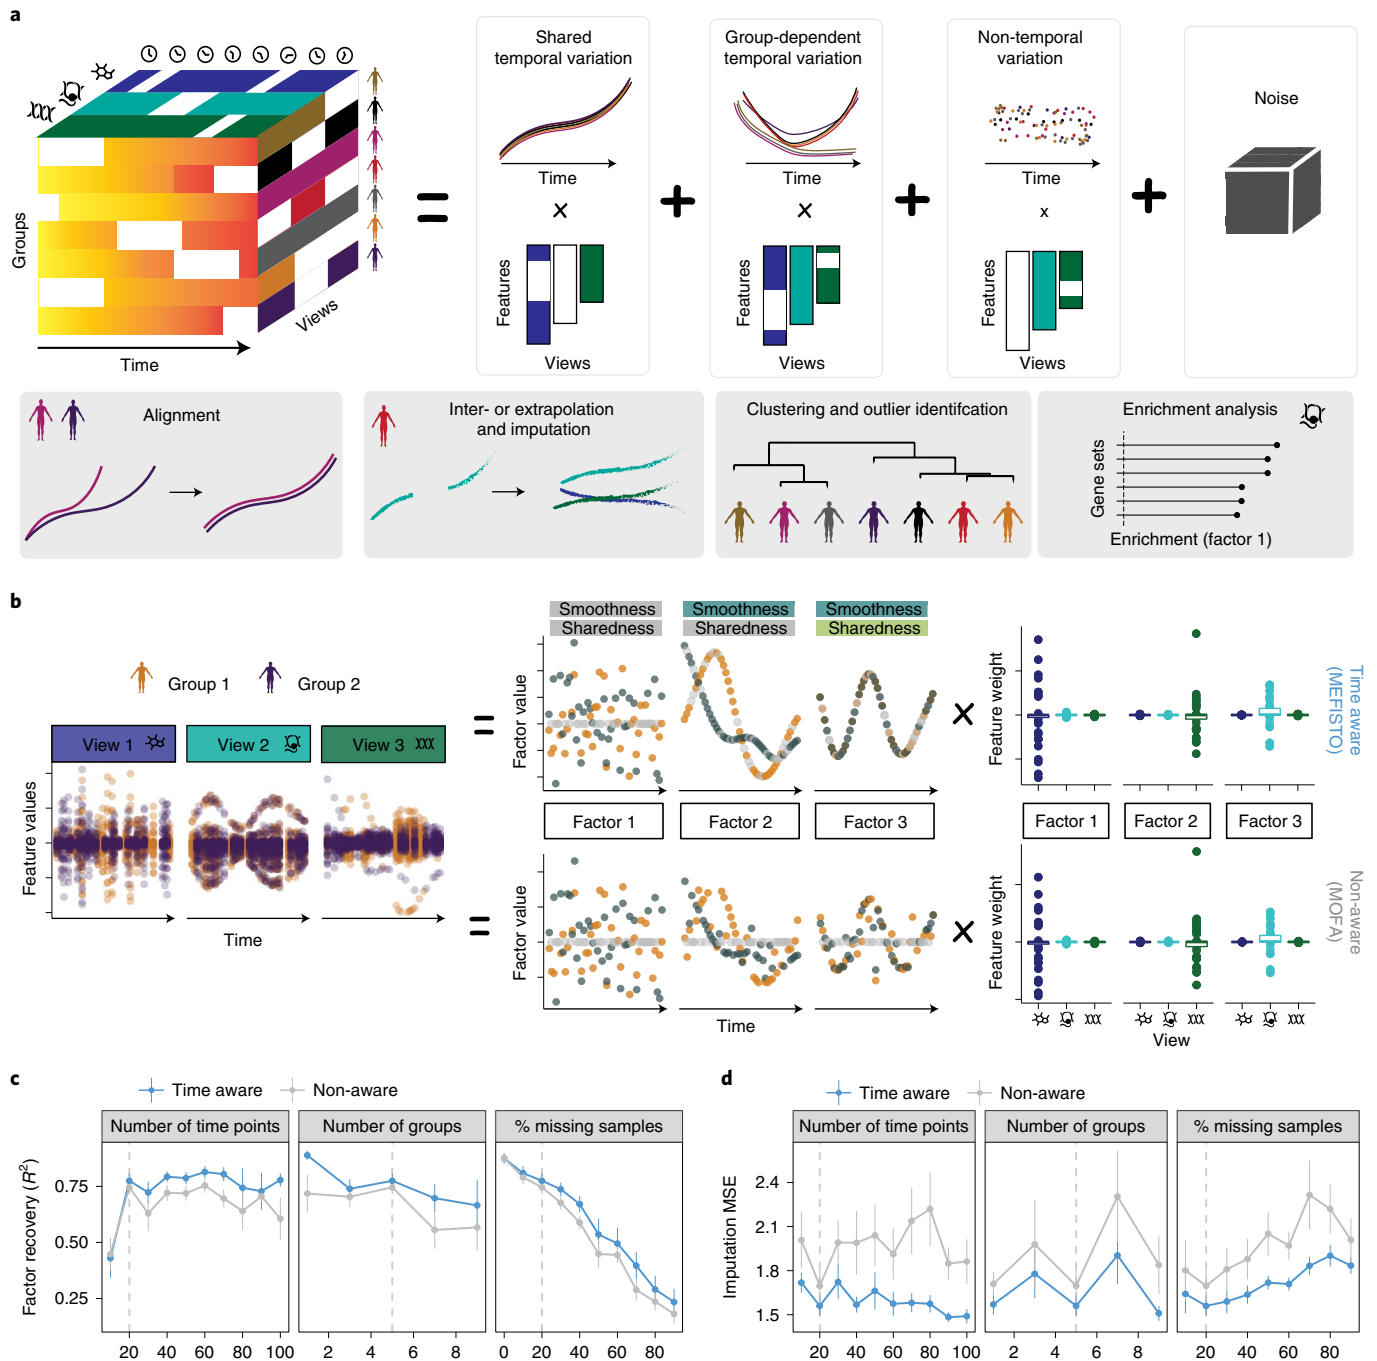 a
Shared
temporal variation
Group-dependent
temporal variation
Non-temporal
variation
Noise
Groups
Views
Time
=
Time
×
Features
Views
+
Time
×
Features
Views
+
Time
x
Features
Views
+
Alignment
Inter- or extrapolation
and imputation
Clustering and outlier identifcation
Enrichment analysis
Gene sets
Enrichment (factor 1)
b
Group 1
Group 2
View 1
View 2
View 3
Feature values
Time
=
=
Smoothness
Sharedness
Smoothness
Sharedness
Smoothness
Sharedness
Factor value
×
Feature weight
Time aware
(MEFISTO)
Factor 1
Factor 2
Factor 3
Factor 1
Factor 2
Factor 3
Factor value
Time
×
Feature weight
View
Non-aware
(MOFA)
c
Time aware
Non-aware
Number of time points
Number of groups
% missing samples
Factor recovery (R²)
0.75
0.50
0.25
20 40 60 80 100
2 4 6 8
0 20 40 60 80
d
Time aware
Non-aware
Number of time points
Number of groups
% missing samples
Imputation MSE
2.4
2.1
1.8
1.5
20 40 60 80 100
2 4 6 8
20 40 60 80